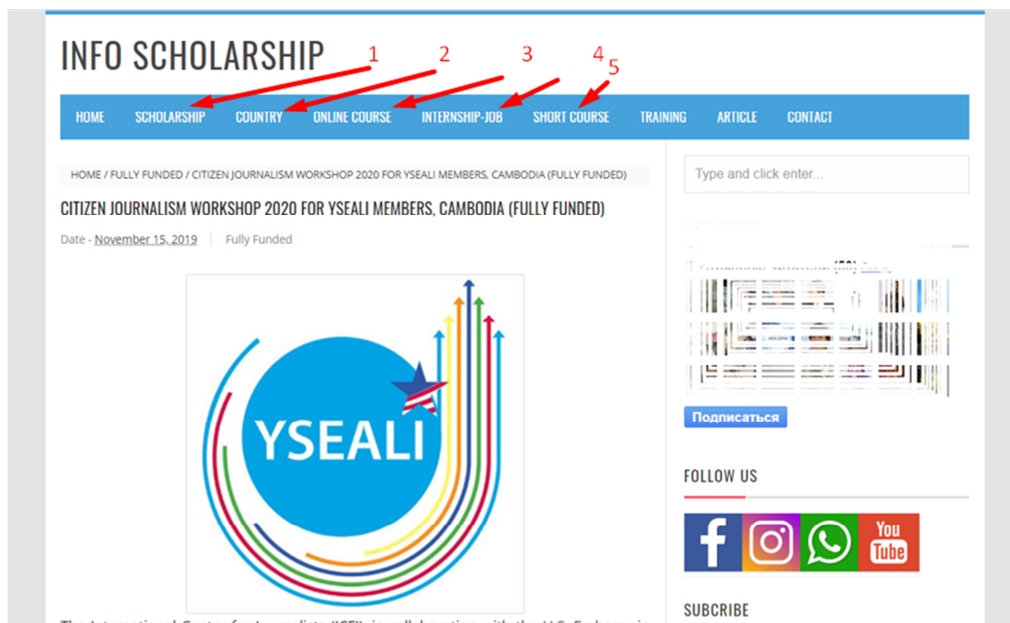 INFO SCHOLARSHIP
1 2 3 4 5
HOME SCHOLARSHIP COUNTRY ONLINE COURSE INTERNSHIP-JOB SHORT COURSE TRAINING ARTICLE CONTACT
HOME / FULLY FUNDED / CITIZEN JOURNALISM WORKSHOP 2020 FOR YSEALI MEMBERS, CAMBODIA (FULLY FUNDED)
CITIZEN JOURNALISM WORKSHOP 2020 FOR YSEALI MEMBERS, CAMBODIA (FULLY FUNDED)
Date - November 15, 2019 Fully Funded
YSEALI
Type and click enter...
Подписаться
FOLLOW US
You
Tube
SUBCRIBE